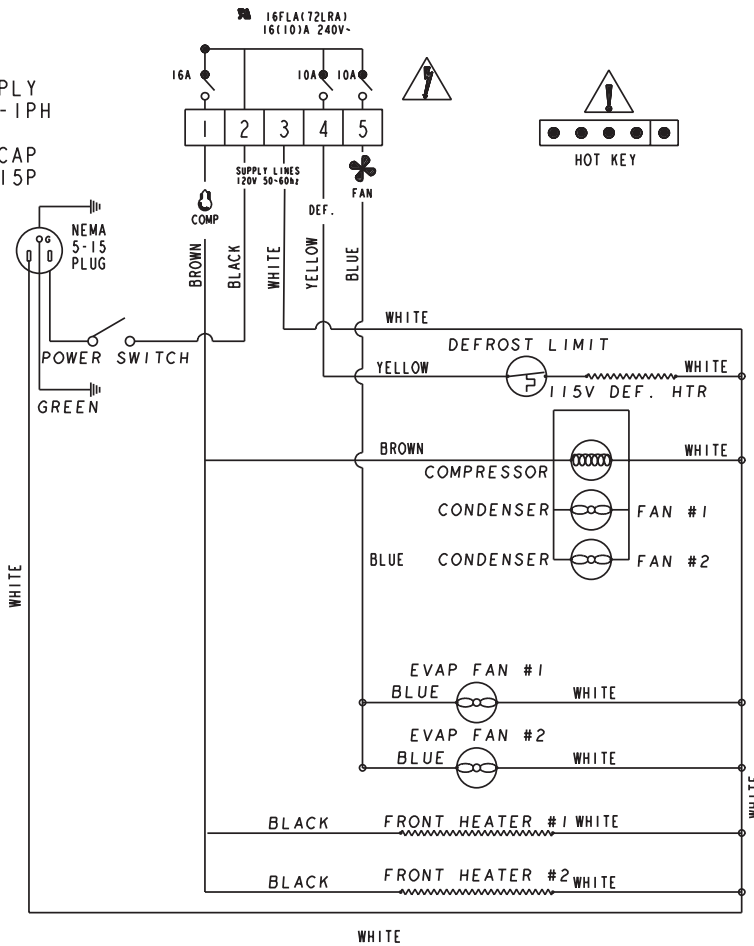 16FLA(72LRA)
16(10)A 240V~
16A
10A
10A
PLY
-1PH
CAP
15P
1 2 3 4 5
SUPPLY LINES
120V 50~60hz
FAN
COMP
DEF.
HOT KEY
G
NEMA
5-15
PLUG
BROWN
BLACK
WHITE
YELLOW
BLUE
WHITE
POWER SWITCH
DEFROST LIMIT
YELLOW
WHITE
115V DEF. HTR
GREEN
BROWN
WHITE
COMPRESSOR
CONDENSER
FAN #1
BLUE
CONDENSER
FAN #2
WHITE
EVAP FAN #1
BLUE
WHITE
EVAP FAN #2
BLUE
WHITE
WHITE
BLACK
FRONT HEATER #1
WHITE
BLACK
FRONT HEATER #2
WHITE
WHITE